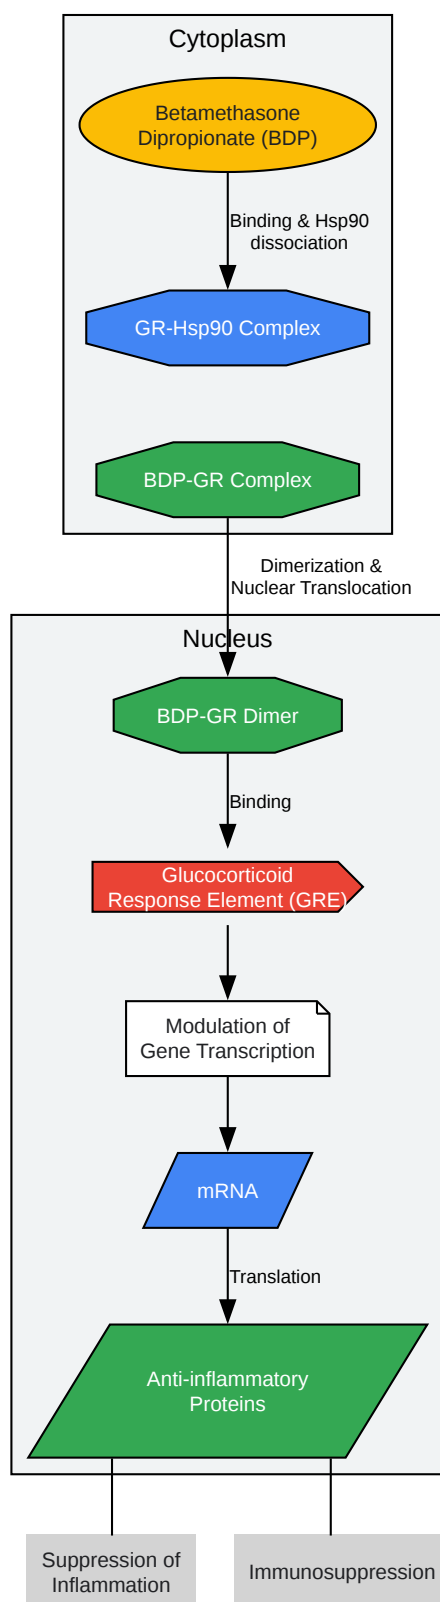 Cytoplasm
Betamethasone
Dipropionate (BDP)
Binding & Hsp90
dissociation
GR-Hsp90 Complex
BDP-GR Complex
Dimerization &
Nuclear Translocation
Nucleus
BDP-GR Dimer
Binding
Glucocorticoid
Response Element (GRE)
Modulation of
Gene Transcription
mRNA
Translation
Anti-inflammatory
Proteins
Suppression of
Inflammation
Immunosuppression